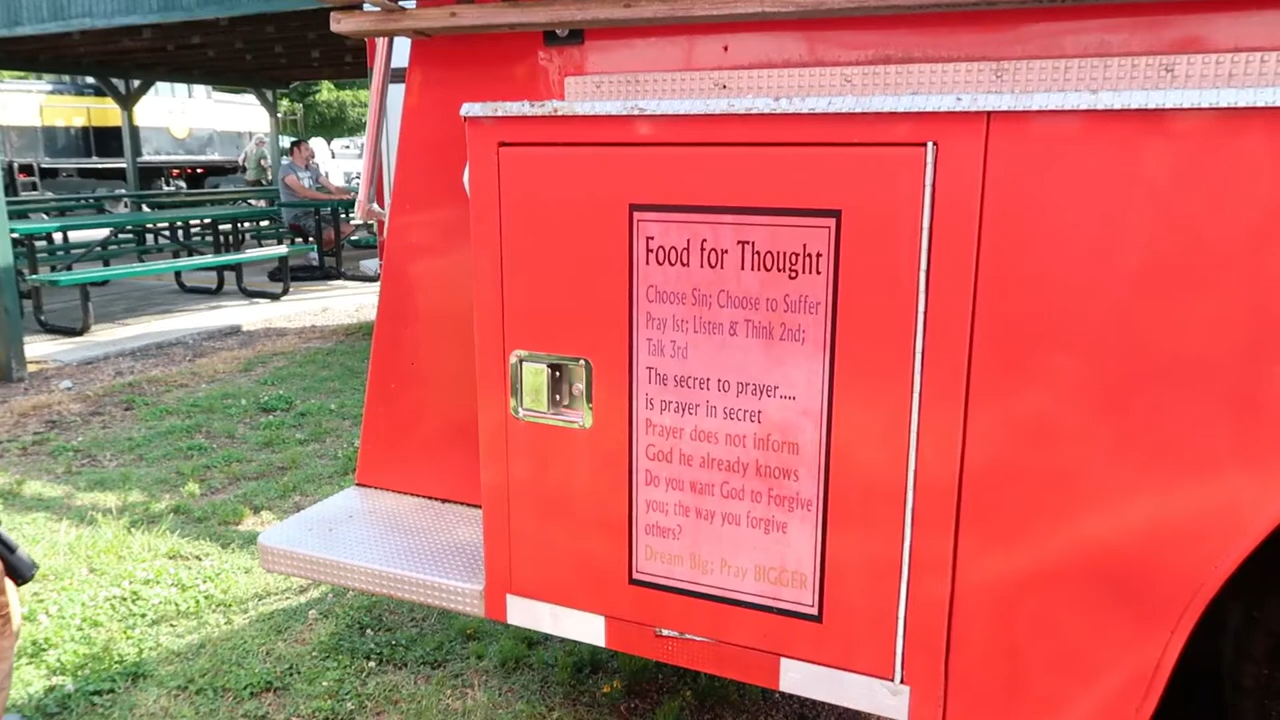 Food for Thought
Choose Sin; Choose to Suffer
Pray 1st; Listen & Think 2nd;
Talk 3rd
The secret to prayer....
is prayer in secret
Prayer does not inform
God he already knows
Do you want God to Forgive
you; the way you forgive
others?
Dream Big; Pray BIGGER